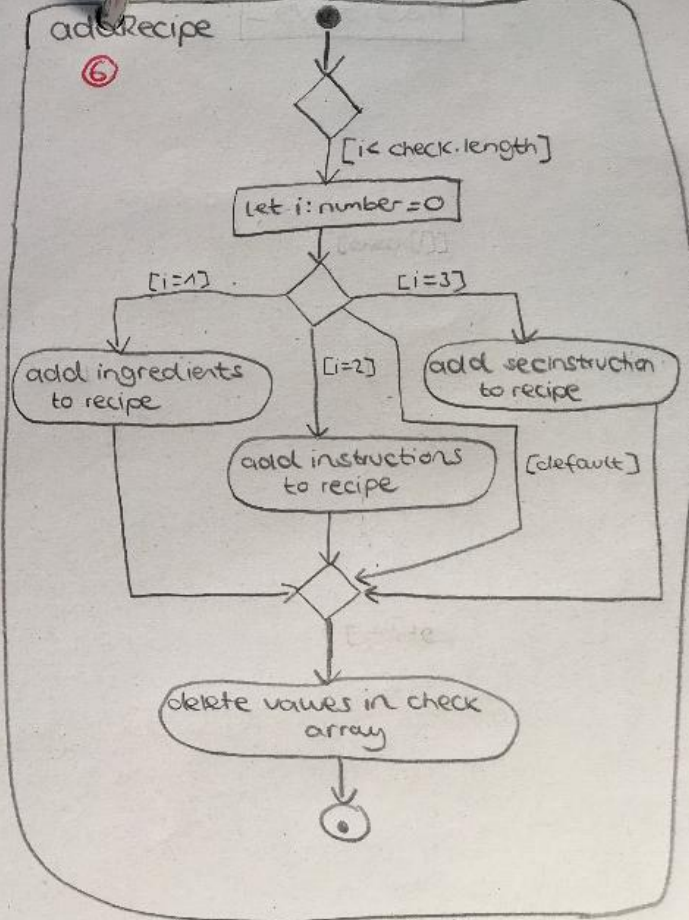 addRecipe
6
[i< check.length]
let i: number = 0
[i=1]
[i=3]
add ingredients
to recipe
[i=2]
add secinstruction
to recipe
add instructions
to recipe
[default]
delete values in check
array